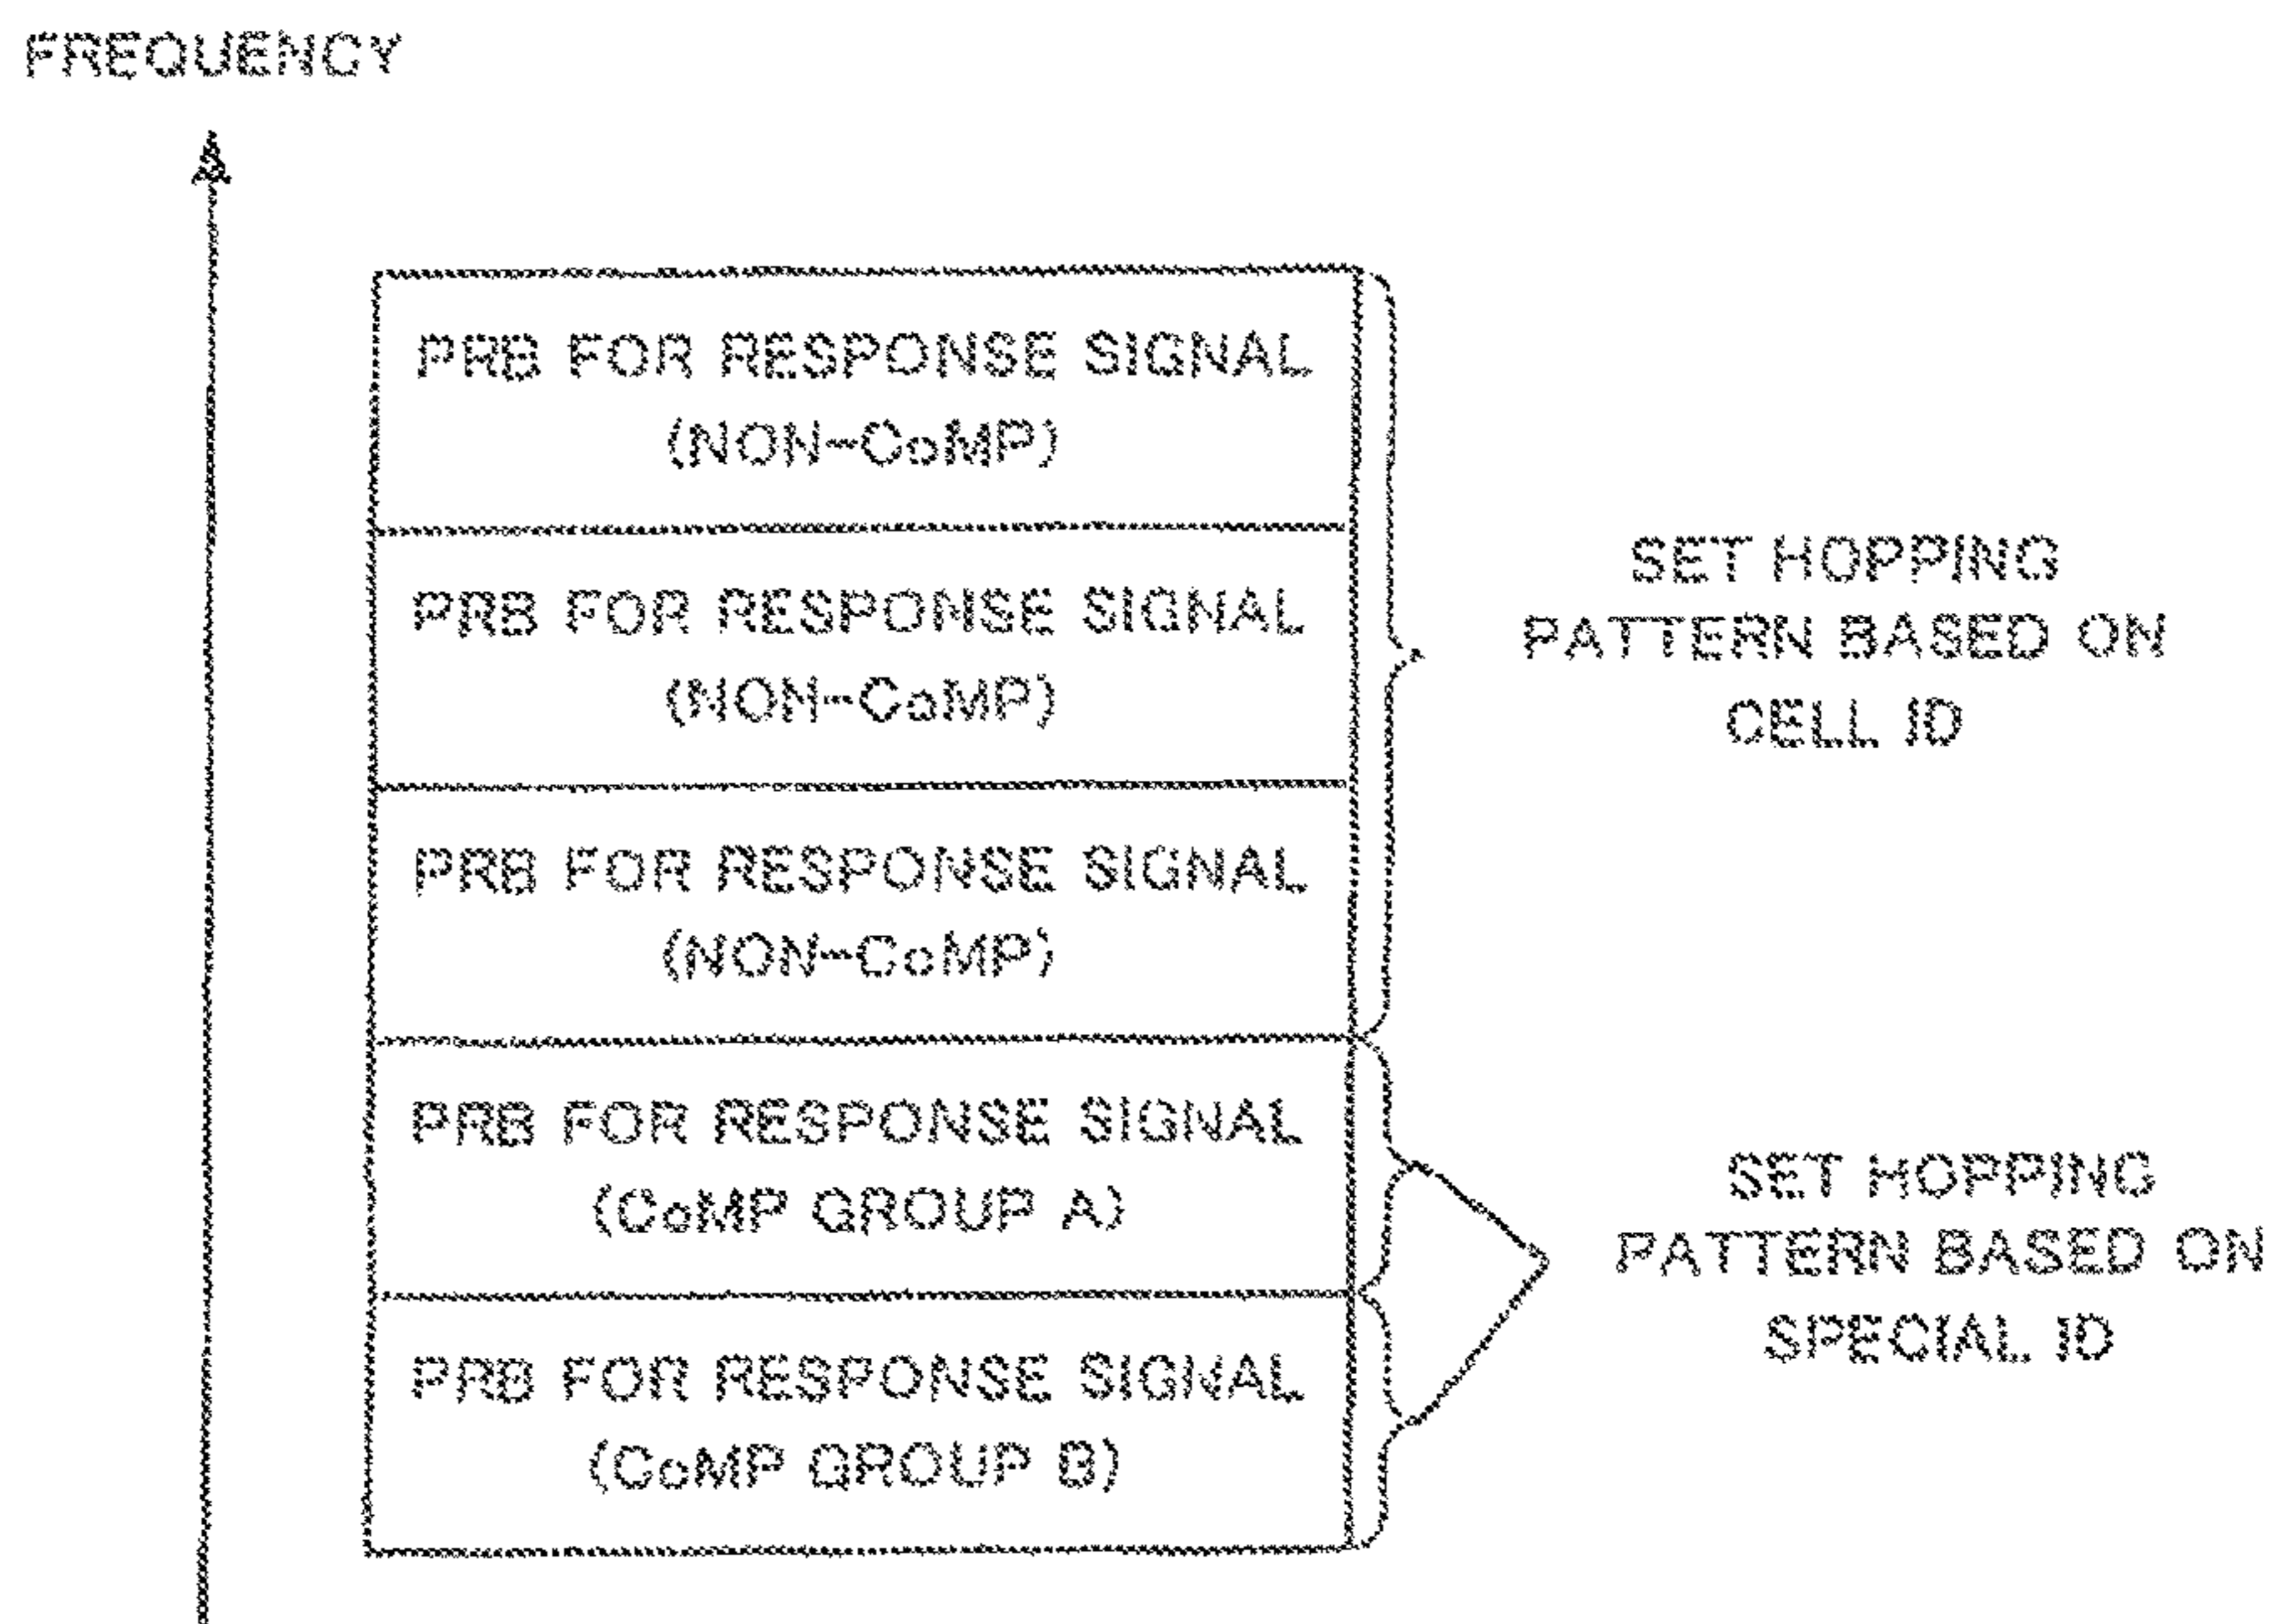 FREQUENCY
PRB FOR RESPONSE SIGNAL
(NON-CoMP)
PRB FOR RESPONSE SIGNAL
(NON-CoMP)
SET HOPPING
PATTERN BASED ON
CELL ID
PRB FOR RESPONSE SIGNAL
(NON-CoMP)
PRB FOR RESPONSE SIGNAL
(CoMP GROUP A)
SET HOPPING
PATTERN BASED ON
SPECIAL ID
PRB FOR RESPONSE SIGNAL
(CoMP GROUP B)